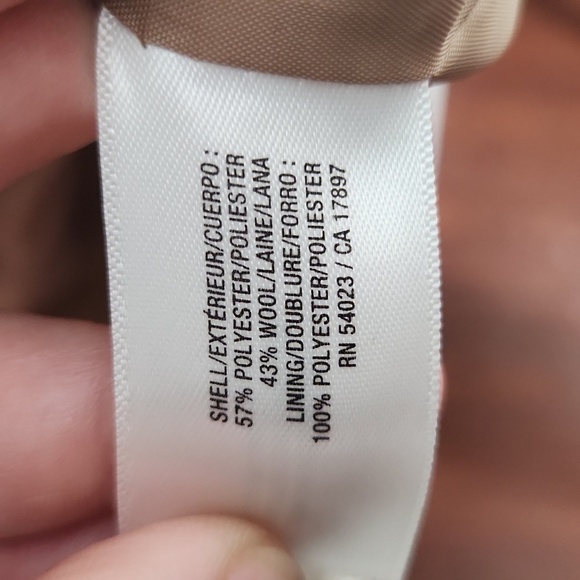 SHELL/EXTÉRIEUR/CUERPO :
57% POLYESTER/POLIESTER
43% WOOL/LAINE/LANA
LINING/DOUBLURE/FORRO :
100% POLYESTER/POLIESTER
RN 54023 / CA 17897